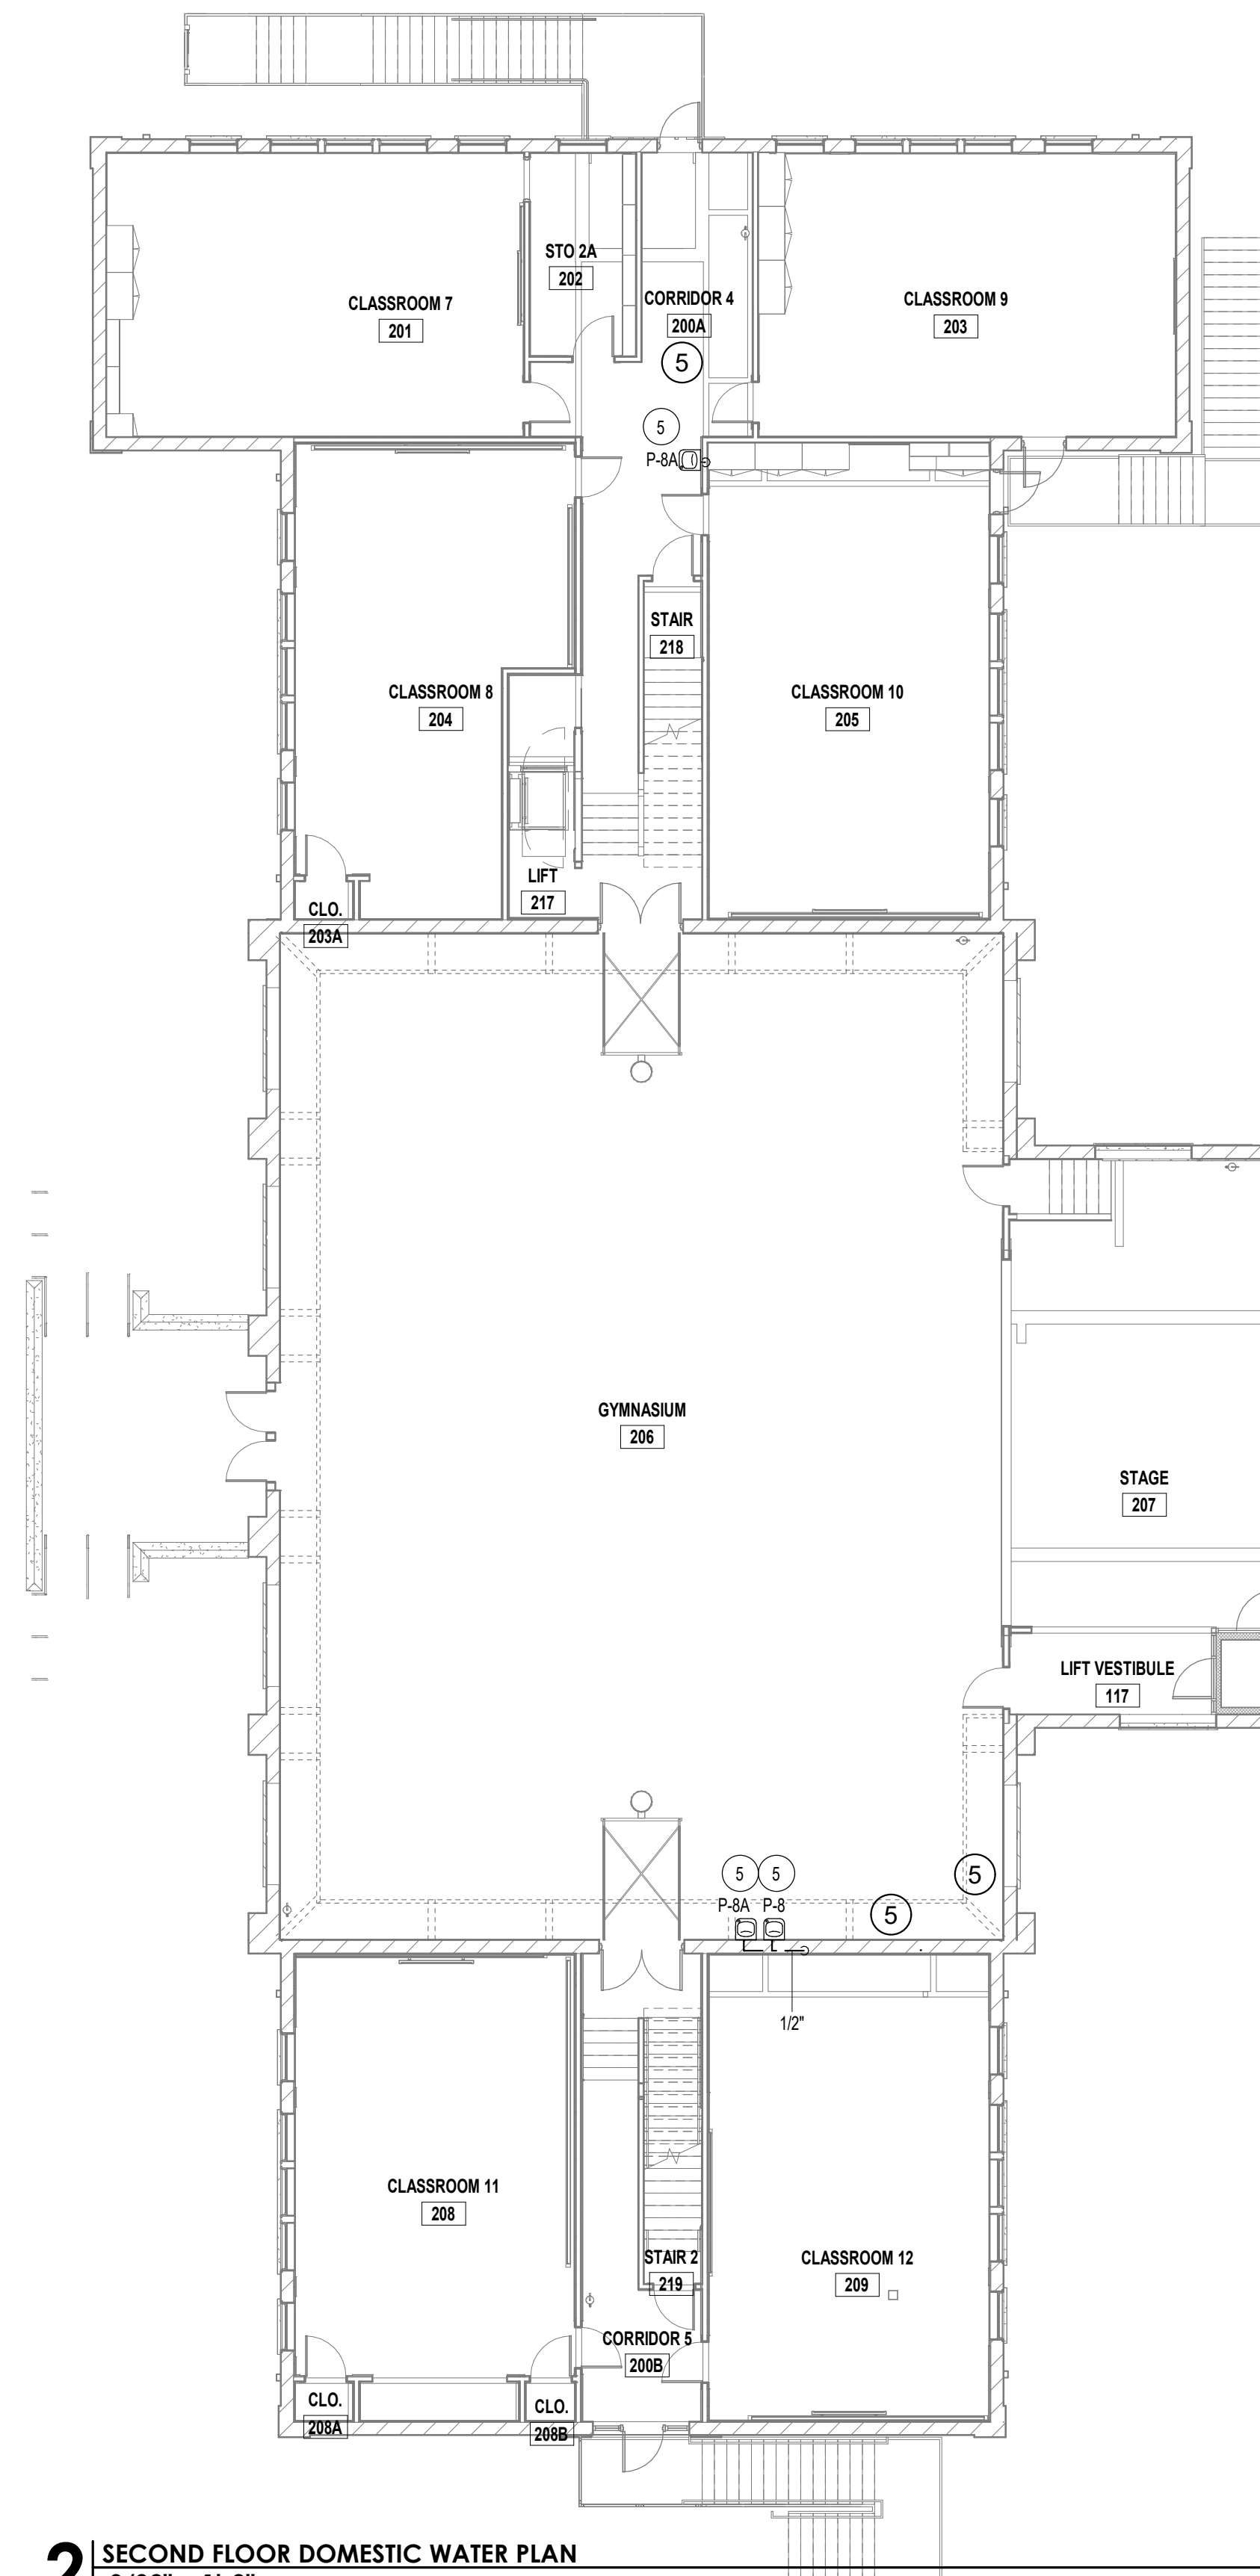 STO 2A
202
CLASSROOM 7
201
CORRIDOR 4
200A
5
CLASSROOM 9
203
5
P-8A
STAIR
218
CLASSROOM 8
204
CLASSROOM 10
205
LIFT
217
CLO.
203A
GYMNASIUM
206
STAGE
207
LIFT VESTIBULE
117
5 5
5
P-8A P-8
5
1/2"
CLASSROOM 11
208
STAIR 2
219
CLASSROOM 12
209
CORRIDOR 5
200B
CLO.
208A
CLO.
208B
2
SECOND FLOOR DOMESTIC WATER PLAN